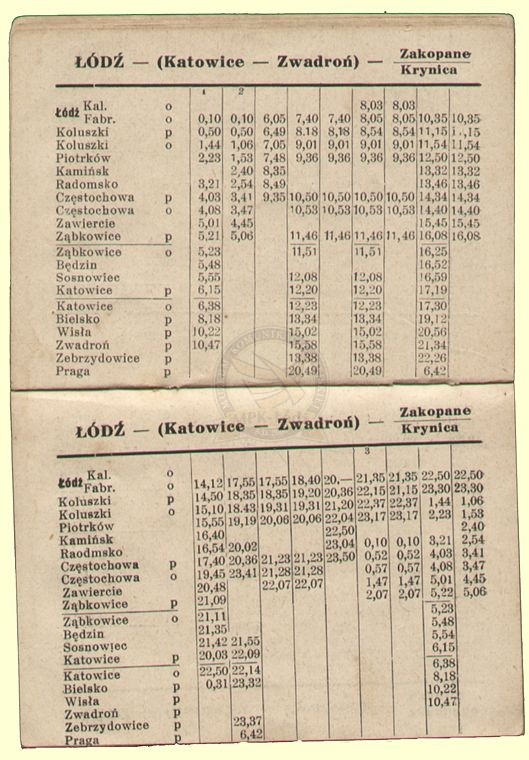 ŁÓDŹ — (Katowice — Zwadroń) — Zakopane
Krynica
1 2
Łódź Kal. o 8,03 8,03
Fabr. o 0,10 0,10 6,05 7,40 7,40 8,05 8,05 10,35 10,35
Koluszki p 0,50 0,50 6,49 8.18 8,18 8,54 8,54 11,15 11,15
Koluszki o 1,44 1,06 7,05 9,01 9,01 9,01 9,01 11,54 11,54
Piotrków 2,23 1,53 7,48 9,36 9,36 9,36 9,36 12,50 12,50
Kamińsk 2,40 8,35 13,32 13,32
Radomsko 3,21 2,54 8,49 13,46 13,46
Częstochowa p 4,03 3,41 9,35 10,50 10,50 10,50 10,50 14,34 14,34
Częstochowa o 4,08 3,47 10,53 10,53 10,53 10,53 14,40 14,40
Zawiercie 5,01 4,45 15,45 15,45
Ząbkowice p 5,21 5,06 11,46 11,46 11,46 11,46 16,08 16,08
Ząbkowice o 5,23 11,51 11,51 16,25
Będzin 5,48 16,52
Sosnowiec 5,55 12,08 12,08 16,59
Katowice p 6,15 12,20 12,20 17,19
Katowice o 6,38 12,23 12,23 17,30
Bielsko p 8,18 13,34 13,34 19,12
Wisła p 10,22 15,02 15,02 20,56
Zwadroń p 10,47 15,58 15,58 21,34
Zebrzydowice p 13,38 13,38 22,26
Praga p 20,49 20,49 6,42
ŁÓDŹ — (Katowice — Zwadroń) — Zakopane
Krynica
3
Łódź Kal. o
Fabr. o 14,12 17,55 17,55 18,40 20.— 21,35 21,35 22,50 22,50
Koluszki p 14,50 18,35 18,35 19,20 20,36 22,15 21,15 23,30 23,30
Koluszki o 15,10 18.43 19,31 19,31 21,20 22,37 22,37 1,44 1,06
Piotrków 15,55 19,19 20,06 20,06 22,04 23,17 23,17 2,23 1,53
Kamińsk 16,40 22,50 2,40
Raodmsko 16,54 20,02 23,04 0,10 0,10 3,21 2,54
Częstochowa p 17,40 20,36 21,23 21,23 23,50 0,52 0,52 4,03 3,41
Częstochowa o 19,45 23,41 21,28 21,28 0,57 0,57 4,08 3,47
Zawiercie 20,48 22,07 22,07 1,47 1,47 5,01 4,45
Ząbkowice p 21,09 2,07 2,07 5,22 5,06
Ząbkowice o 21,11 5,23
Będzin 21,35 5,48
Sosnowiec 21,42 21,55 5,54
Katowice p 20,03 22,09 6,15
Katowice o 22,50 22,14 6,38
Bielsko p 0,31 23,32 8,18
Wisła p 10,22
Zwadroń p 10,47
Zebrzydowice p 23,37
Praga p 6,42